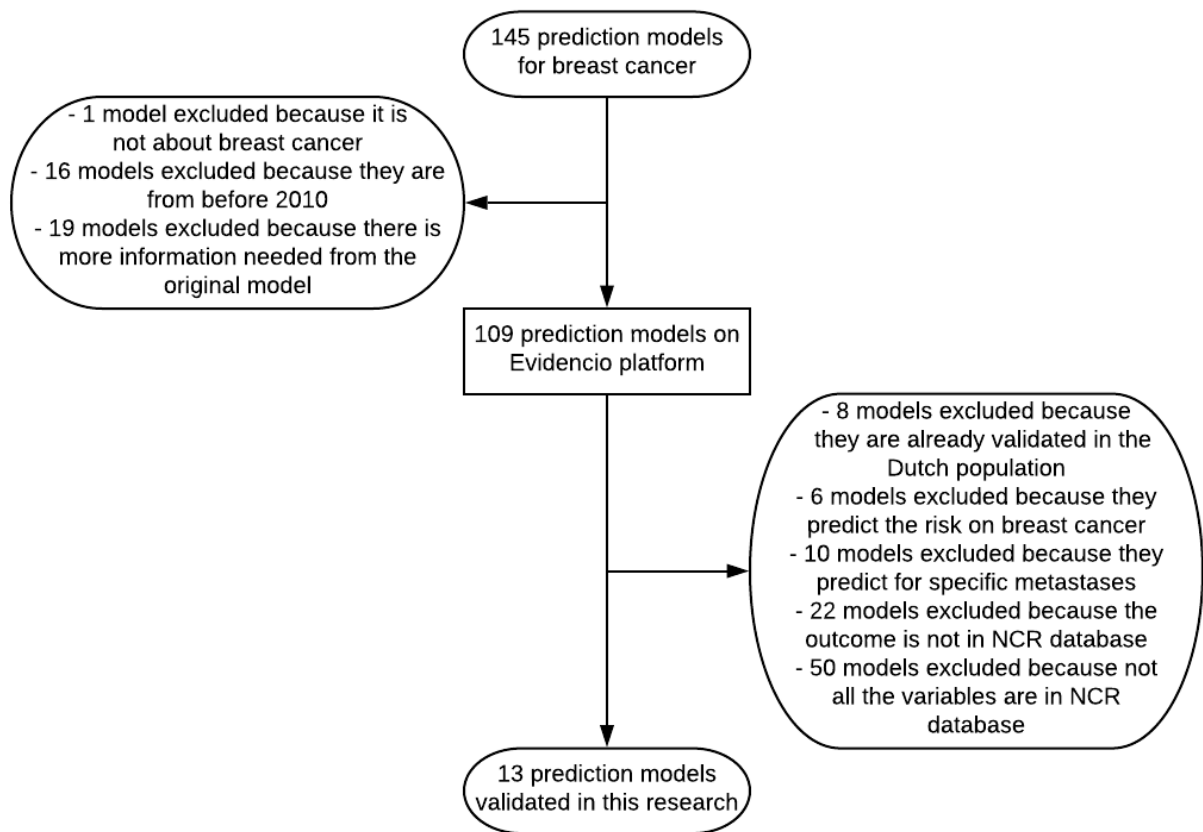 145 prediction models
for breast cancer
- 1 model excluded because it is
not about breast cancer
- 16 models excluded because they are
from before 2010
- 19 models excluded because there is
more information needed from the
original model
109 prediction models on
Evidencio platform
- 8 models excluded because
they are already validated in the
Dutch population
- 6 models excluded because they
predict the risk on breast cancer
- 10 models excluded because they
predict for specific metastases
- 22 models excluded because the
outcome is not in NCR database
- 50 models excluded because not
all the variables are in NCR
database
13 prediction models
validated in this research